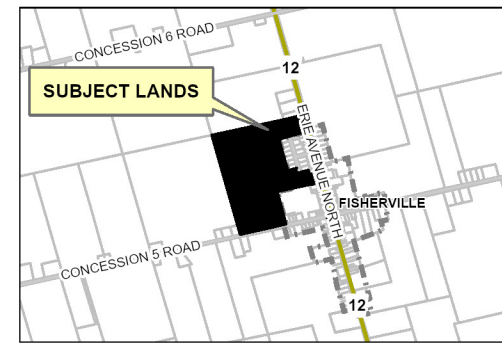 CONCESSION 6 ROAD
12
SUBJECT LANDS
ERIE AVENUE NORTH
FISHERVILLE
CONCESSION 5 ROAD
12